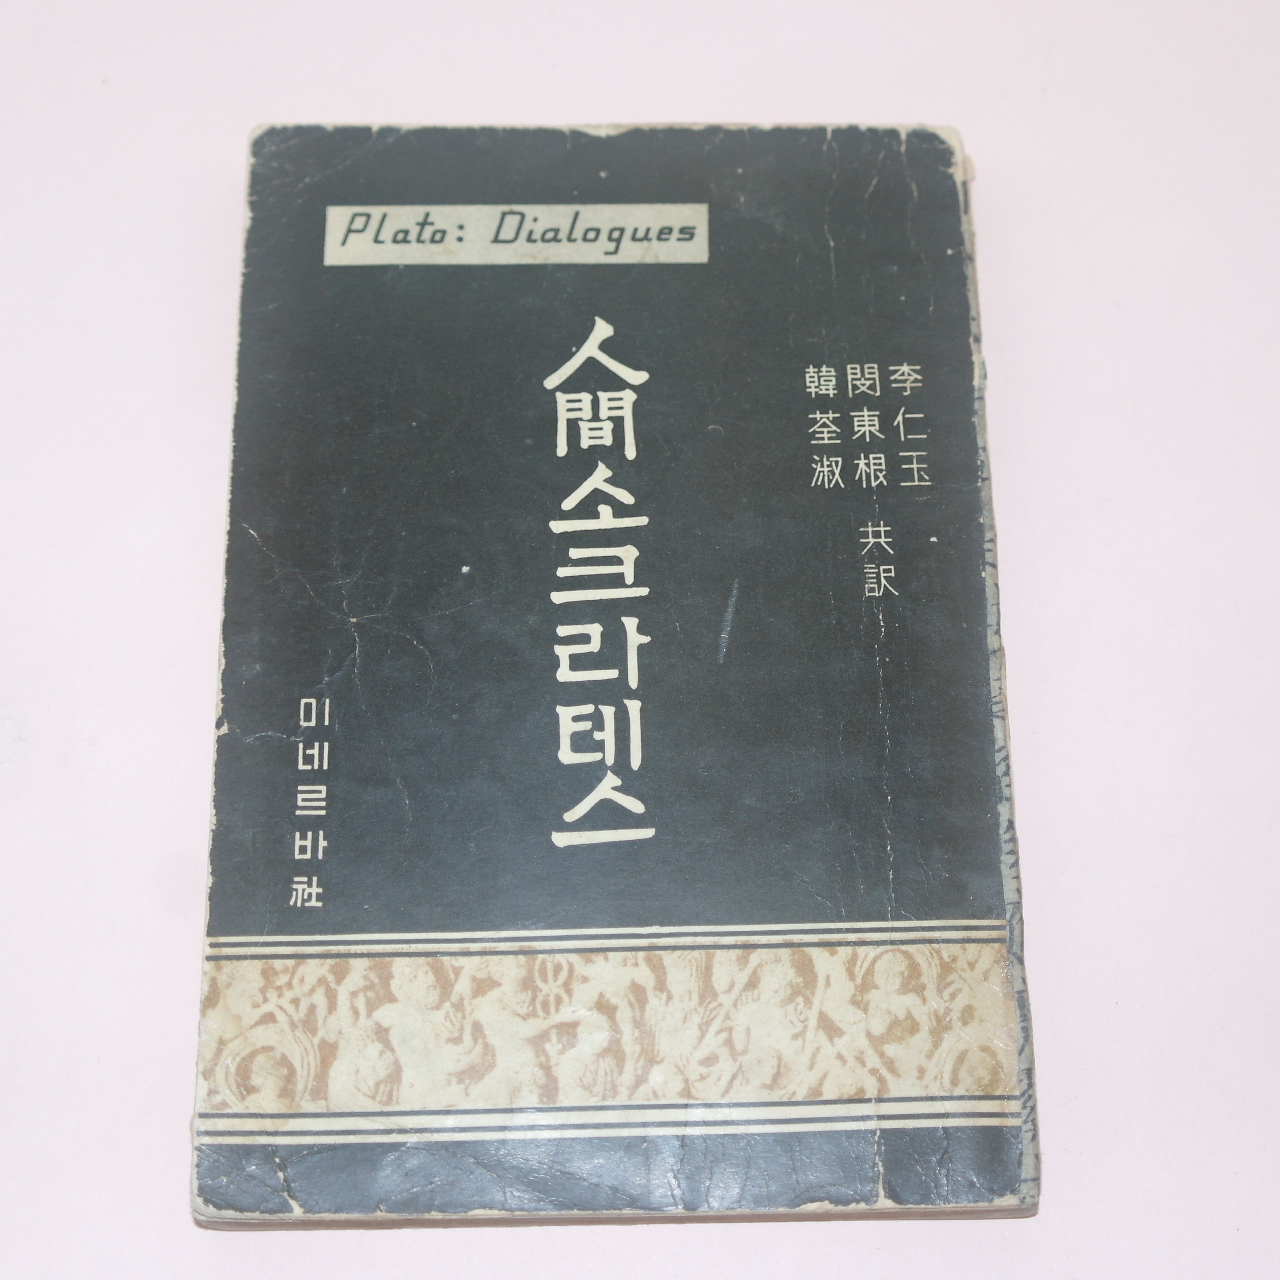 Plato: Dialogues
人間소크라테스
李仁玉
閔東根 共訳
韓荃淑
미네르바社